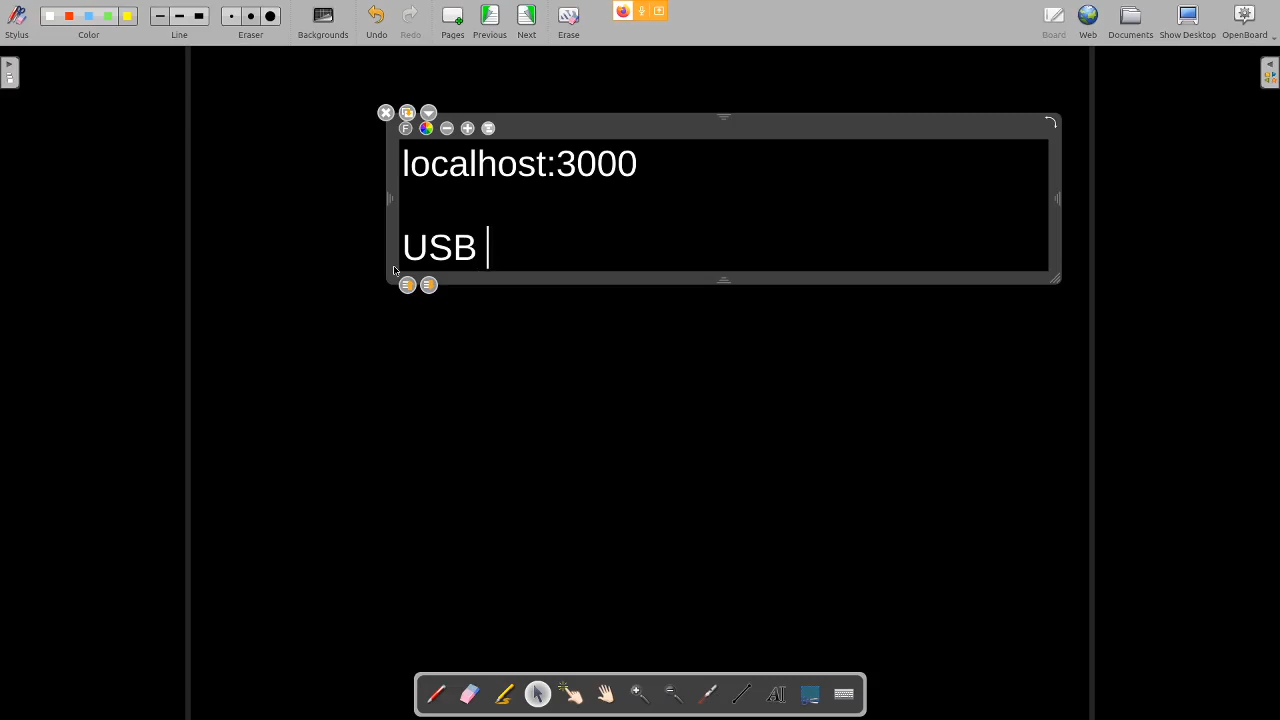 Stylus Color Line Eraser Backgrounds Undo Redo Pages Previous Next Erase Board Web Documents Show Desktop OpenBoard
F
localhost:3000
USB
AI